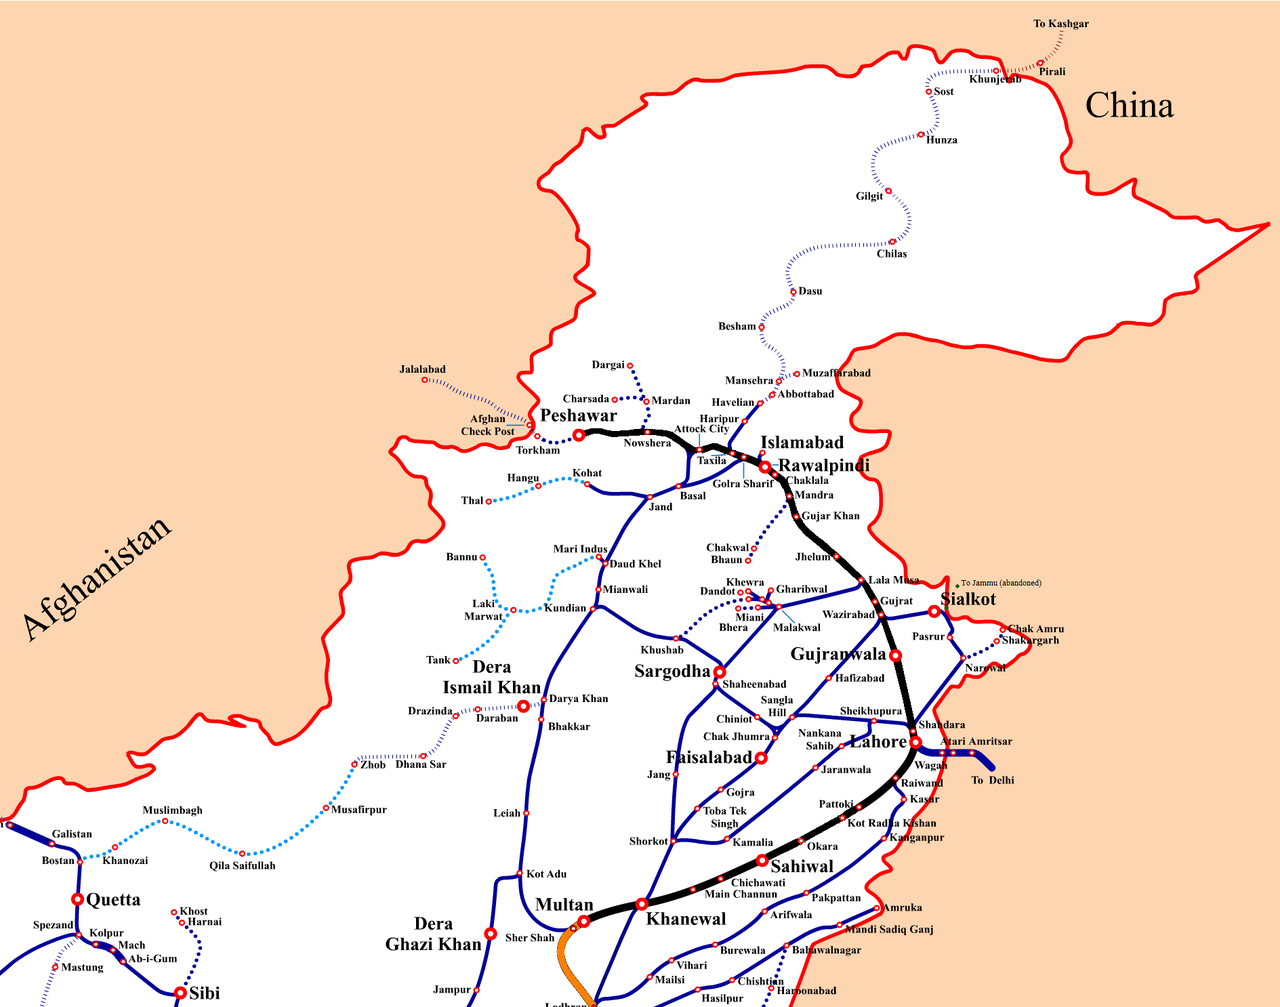 To Kashgar
Pirali
Khunjerab
Sost
China
Hunza
Gilgit
Chilas
Dasu
Besham
Dargai
Jalalabad
Mansehra
Muzaffarabad
Abbottabad
Charsada
Mardan
Havelian
Peshawar
Haripur
Afghan
Check Post
Attock City
Nowshera
Islamabad
Torkham
Taxila
Rawalpindi
Hangu
Kohat
Golra Sharif
Chaklala
Thal
Basal
Mandra
Jand
Gujar Khan
Afghanistan
Bannu
Mari Indus
Chakwal
Bhaun
Jhelum
Daud Khel
Khewra
Lala Musa
To Jammu (abandoned)
Mianwali
Dandot
Gharibwal
Laki
Marwat
Kundian
Gujrat
Sialkot
Miani
Bhera
Wazirabad
Malakwal
Chak Amru
Pasrur
Shakargarh
Khushab
Tank
Gujranwala
Dera
Ismail Khan
Sargodha
Narowal
Shaheenabad
Hafizabad
Darya Khan
Sangla
Hill
Drazinda
Daraban
Bhakkar
Chiniot
Sheikhupura
Shandara
Chak Jhumra
Nankana
Sahib
Lahore
Atari
Amritsar
Faisalabad
Zhob
Dhana Sar
Wagah
Jang
Jaranwala
To Delhi
Raiwand
Gojra
Kasur
Muslimbagh
Musafirpur
Leiah
Toba Tek
Singh
Pattoki
Kot Radha Kishan
Galistan
Shorkot
Kamalia
Okara
Kanganpur
Bostan
Khanozai
Qila Saifullah
Kot Adu
Sahiwal
Chichawati
Main Channun
Quetta
Pakpattan
Multan
Khost
Harnai
Khanewal
Arifwala
Amruka
Spezand
Kolpur
Dera
Ghazi Khan
Sher Shah
Mandi Sadiq Ganj
Mach
Ab-i-Gum
Burewala
Bahawalnagar
Mastung
Vihari
Mailsi
Chishtian
Sibi
Jampur
Hasilpur
Haroonabad
Lodhran